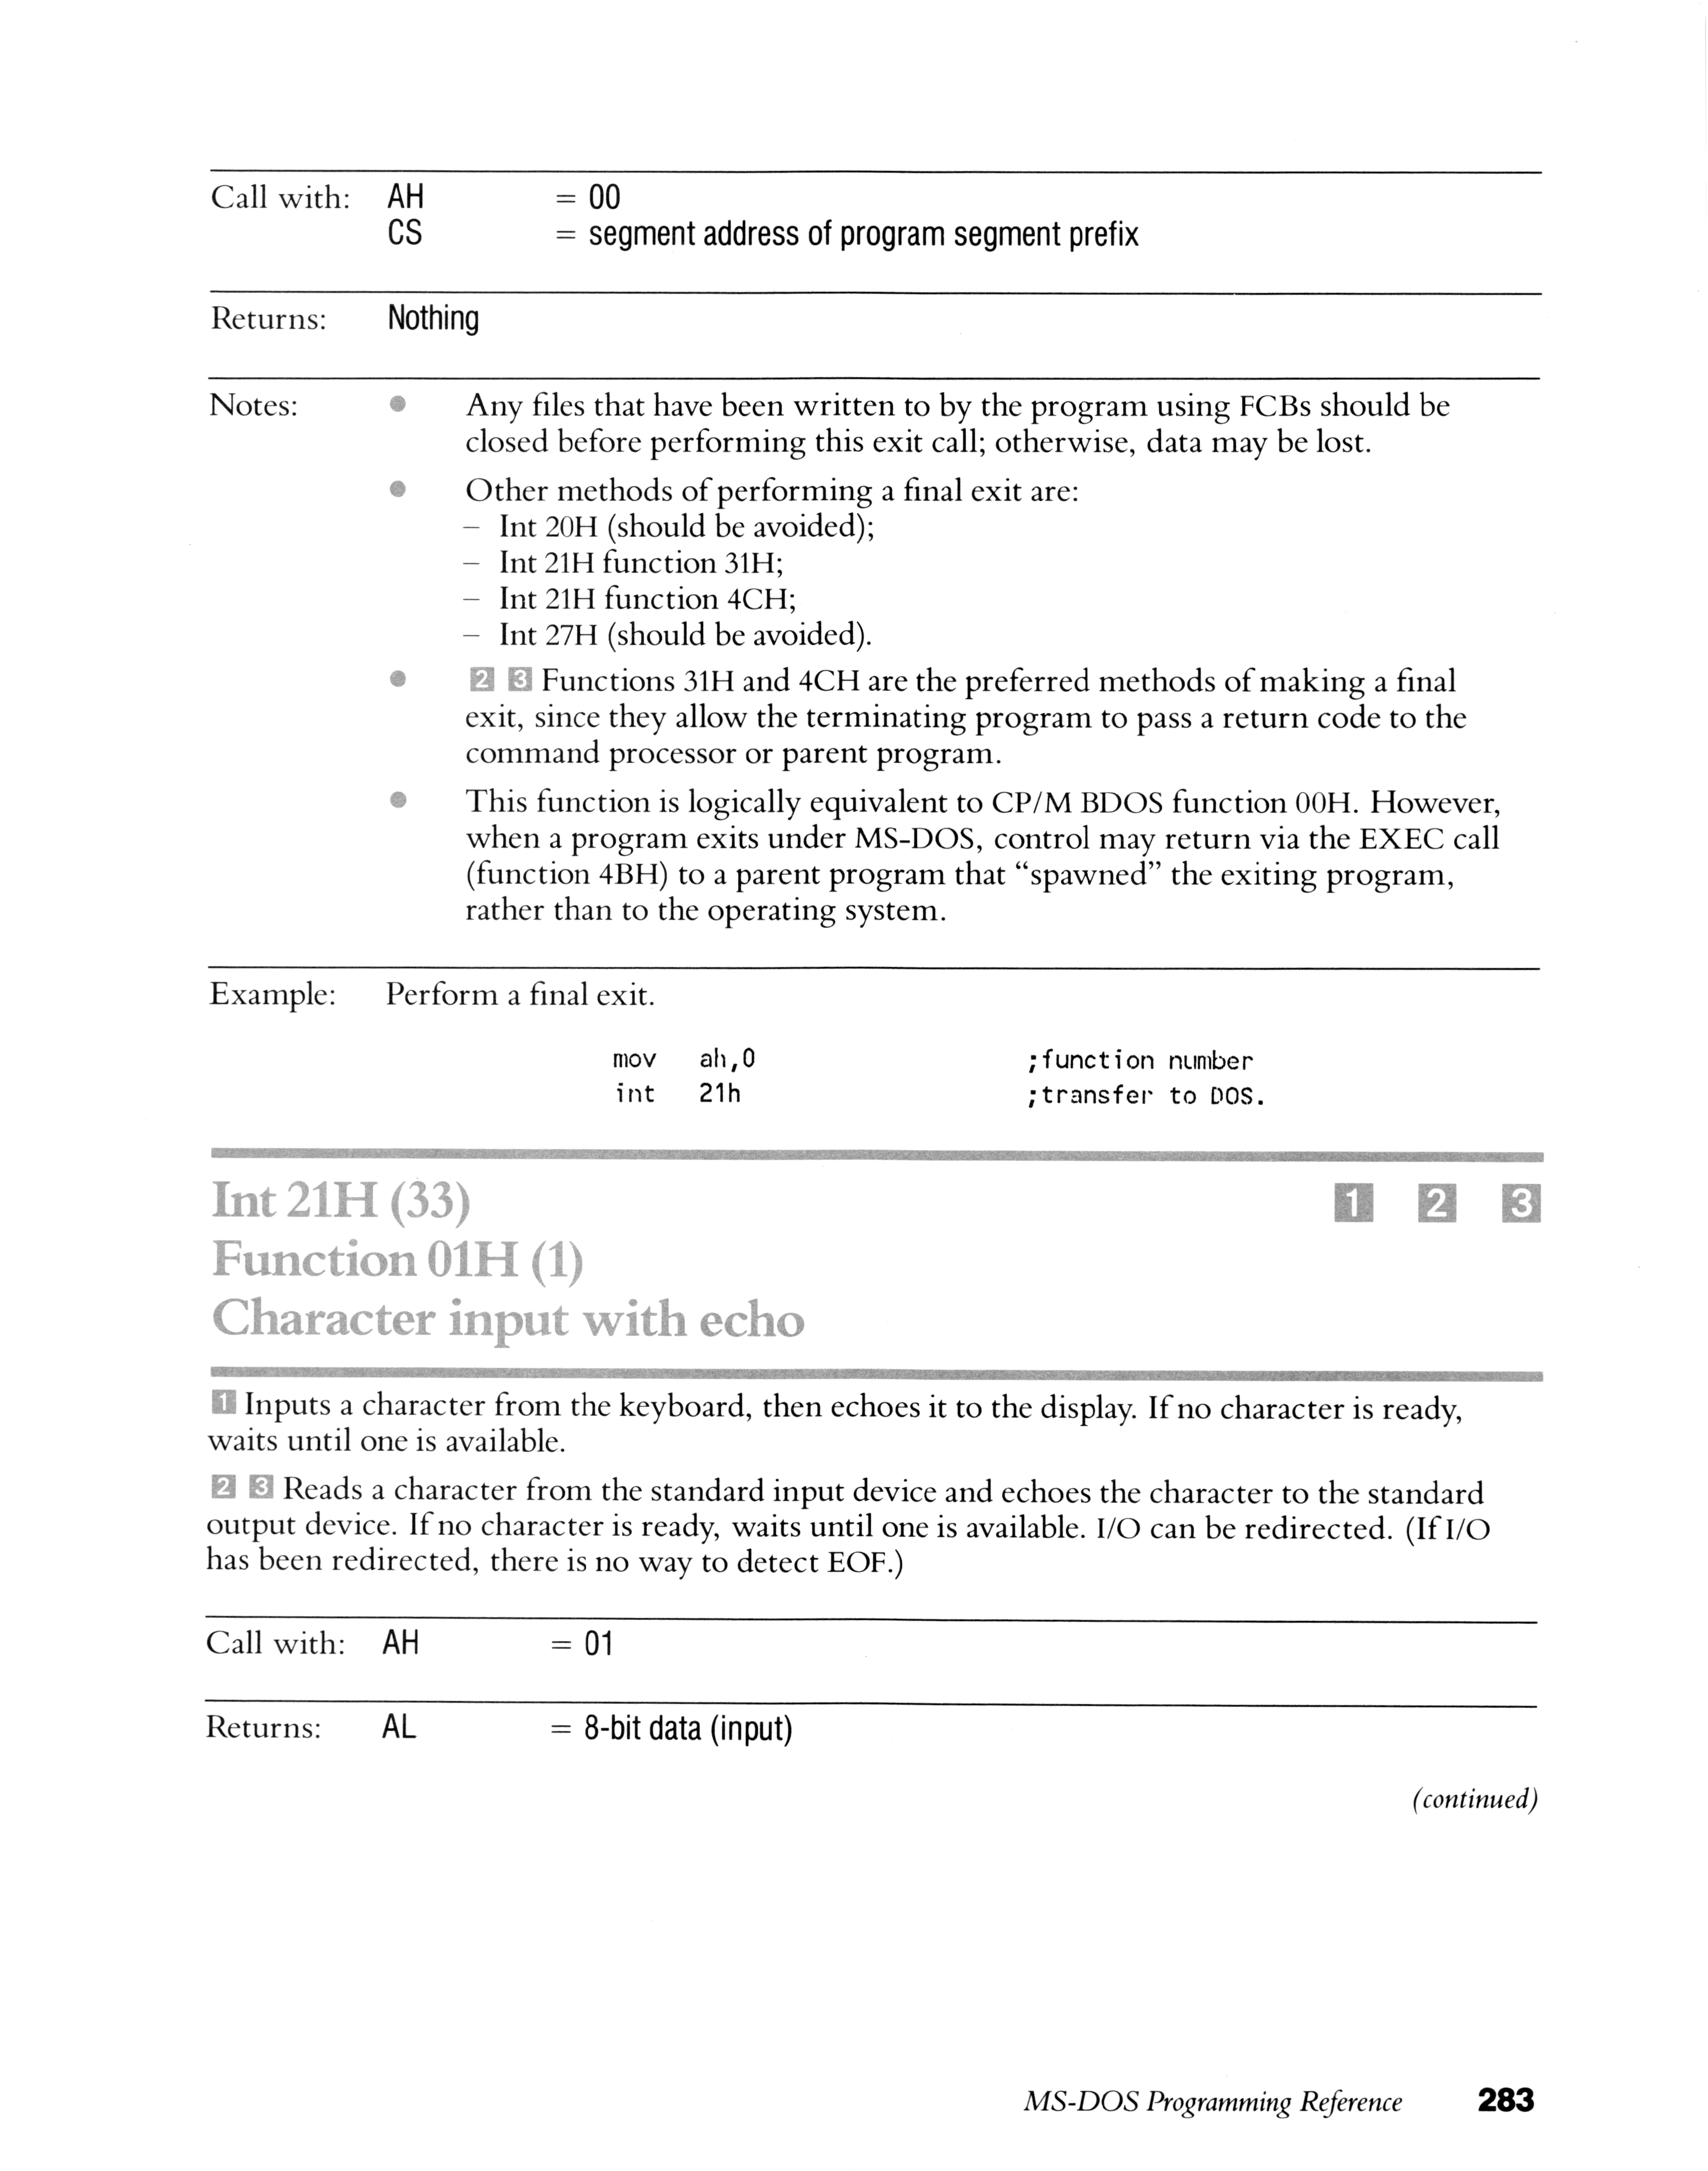 Call with: AH = 00
CS = segment address of program segment prefix
Returns: Nothing
Notes: ● Any files that have been written to by the program using FCBs should be
closed before performing this exit call; otherwise, data may be lost.
● Other methods of performing a final exit are:
– Int 20H (should be avoided);
– Int 21H function 31H;
– Int 21H function 4CH;
– Int 27H (should be avoided).
● 2 3 Functions 31H and 4CH are the preferred methods of making a final
exit, since they allow the terminating program to pass a return code to the
command processor or parent program.
● This function is logically equivalent to CP/M BDOS function 00H. However,
when a program exits under MS-DOS, control may return via the EXEC call
(function 4BH) to a parent program that “spawned” the exiting program,
rather than to the operating system.
Example: Perform a final exit.
mov ah,0 ;function number
int 21h ;transfer to DOS.
Int 21H (33) 1 2 3
Function 01H (1)
Character input with echo
1 Inputs a character from the keyboard, then echoes it to the display. If no character is ready,
waits until one is available.
2 3 Reads a character from the standard input device and echoes the character to the standard
output device. If no character is ready, waits until one is available. I/O can be redirected. (If I/O
has been redirected, there is no way to detect EOF.)
Call with: AH = 01
Returns: AL = 8-bit data (input)
(continued)
MS-DOS Programming Reference 283